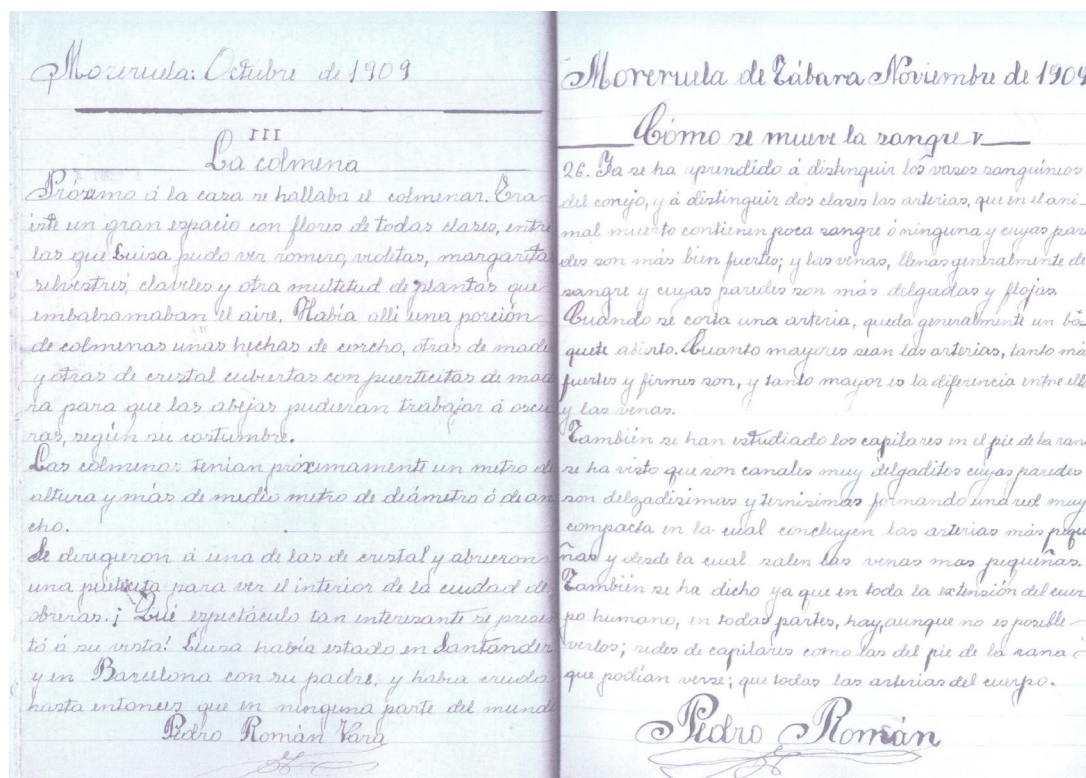 Moreruela: Octubre de 1909
III
La colmena
Próximo á la casa se hallaba el colmenar. Era
éste un gran espacio con flores de todas clases, entre
las que Luisa pudo ver romero, violetas, margaritas
silvestres, claveles y otra multitud de plantas que
embalsamaban el aire. Había alli una porción
de colmenas unas hechas de corcho, otras de made
y otras de cristal cubiertas con puertecitas de made
ra para que las abejas pudieran trabajar á oscu
ras, según su costumbre.
Las colmenas tenían próximamente un metro de
altura y más de medio metro de diámetro ó de an
cho.
Se dirigieron á una de las de cristal y abrieron
una puertecita para ver el interior de la ciudad de
obreras. ¡Qué espectáculo tan interesante se presen
tó á su vista! Luisa había estado en Santander
y en Barcelona con su padre, y habia creido
hasta entonces que en ninguna parte del mundo
Pedro Román Vara
Moreruela de Tábara Noviembre de 1909
Cómo se mueve la sangre
26. Ya se ha aprendido á distinguir los vasos sanguíneos
del conejo, y á distinguir dos clases las arterias, que en el ani-
mal muerto contienen poca sangre ó ninguna y cuyas pare
des son más bien fuertes; y las venas, llenas generalmente de
sangre y cuyas paredes son más delgadas y flojas.
Cuando se corta una arteria, queda generalmente un bo
quete abierto. Cuanto mayores sean las arterias, tanto más
fuertes y firmes son, y tanto mayor es la diferencia entre ellas
y las venas.
También se han estudiado los capilares en el pie de la rana
se ha visto que son canales muy delgaditos cuyas paredes
son delgadisimas y ternisimas formando una red muy
compacta en la cual concluyen las arterias más peque
ñas y desde la cual salen las venas mas pequeñas.
También se ha dicho ya que en toda la extensión del cuer
po humano, en todas partes, hay, aunque no es posible
verlos; redes de capilares como las del pie de la rana
que podían verse; que todas las arterias del cuerpo.
Pedro Román